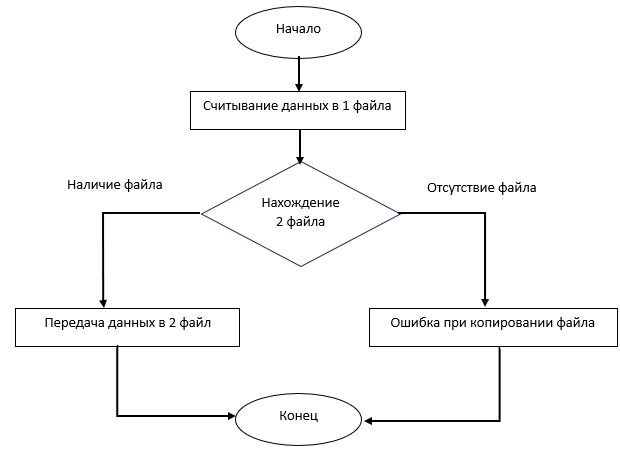 Начало
Считывание данных в 1 файла
Наличие файла
Отсутствие файла
Нахождение
2 файла
Передача данных в 2 файл
Ошибка при копировании файла
Конец